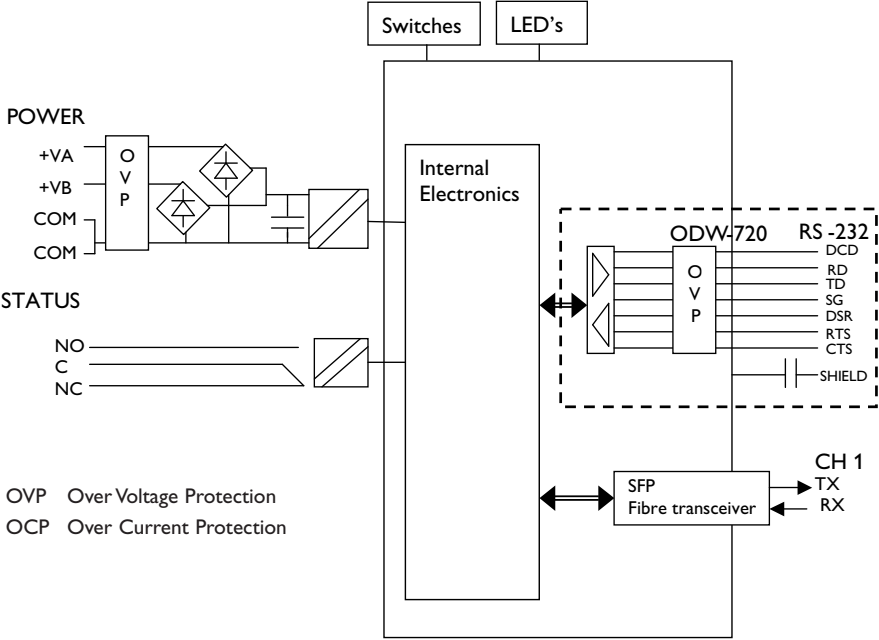 Switches
LED's
POWER
+VA
+VB
COM
COM
O
V
P
Internal
Electronics
ODW-720
RS -232
DCD
RD
TD
SG
DSR
RTS
CTS
SHIELD
O
V
P
STATUS
NO
C
NC
OVP Over Voltage Protection
OCP Over Current Protection
SFP
Fibre transceiver
CH 1
TX
RX